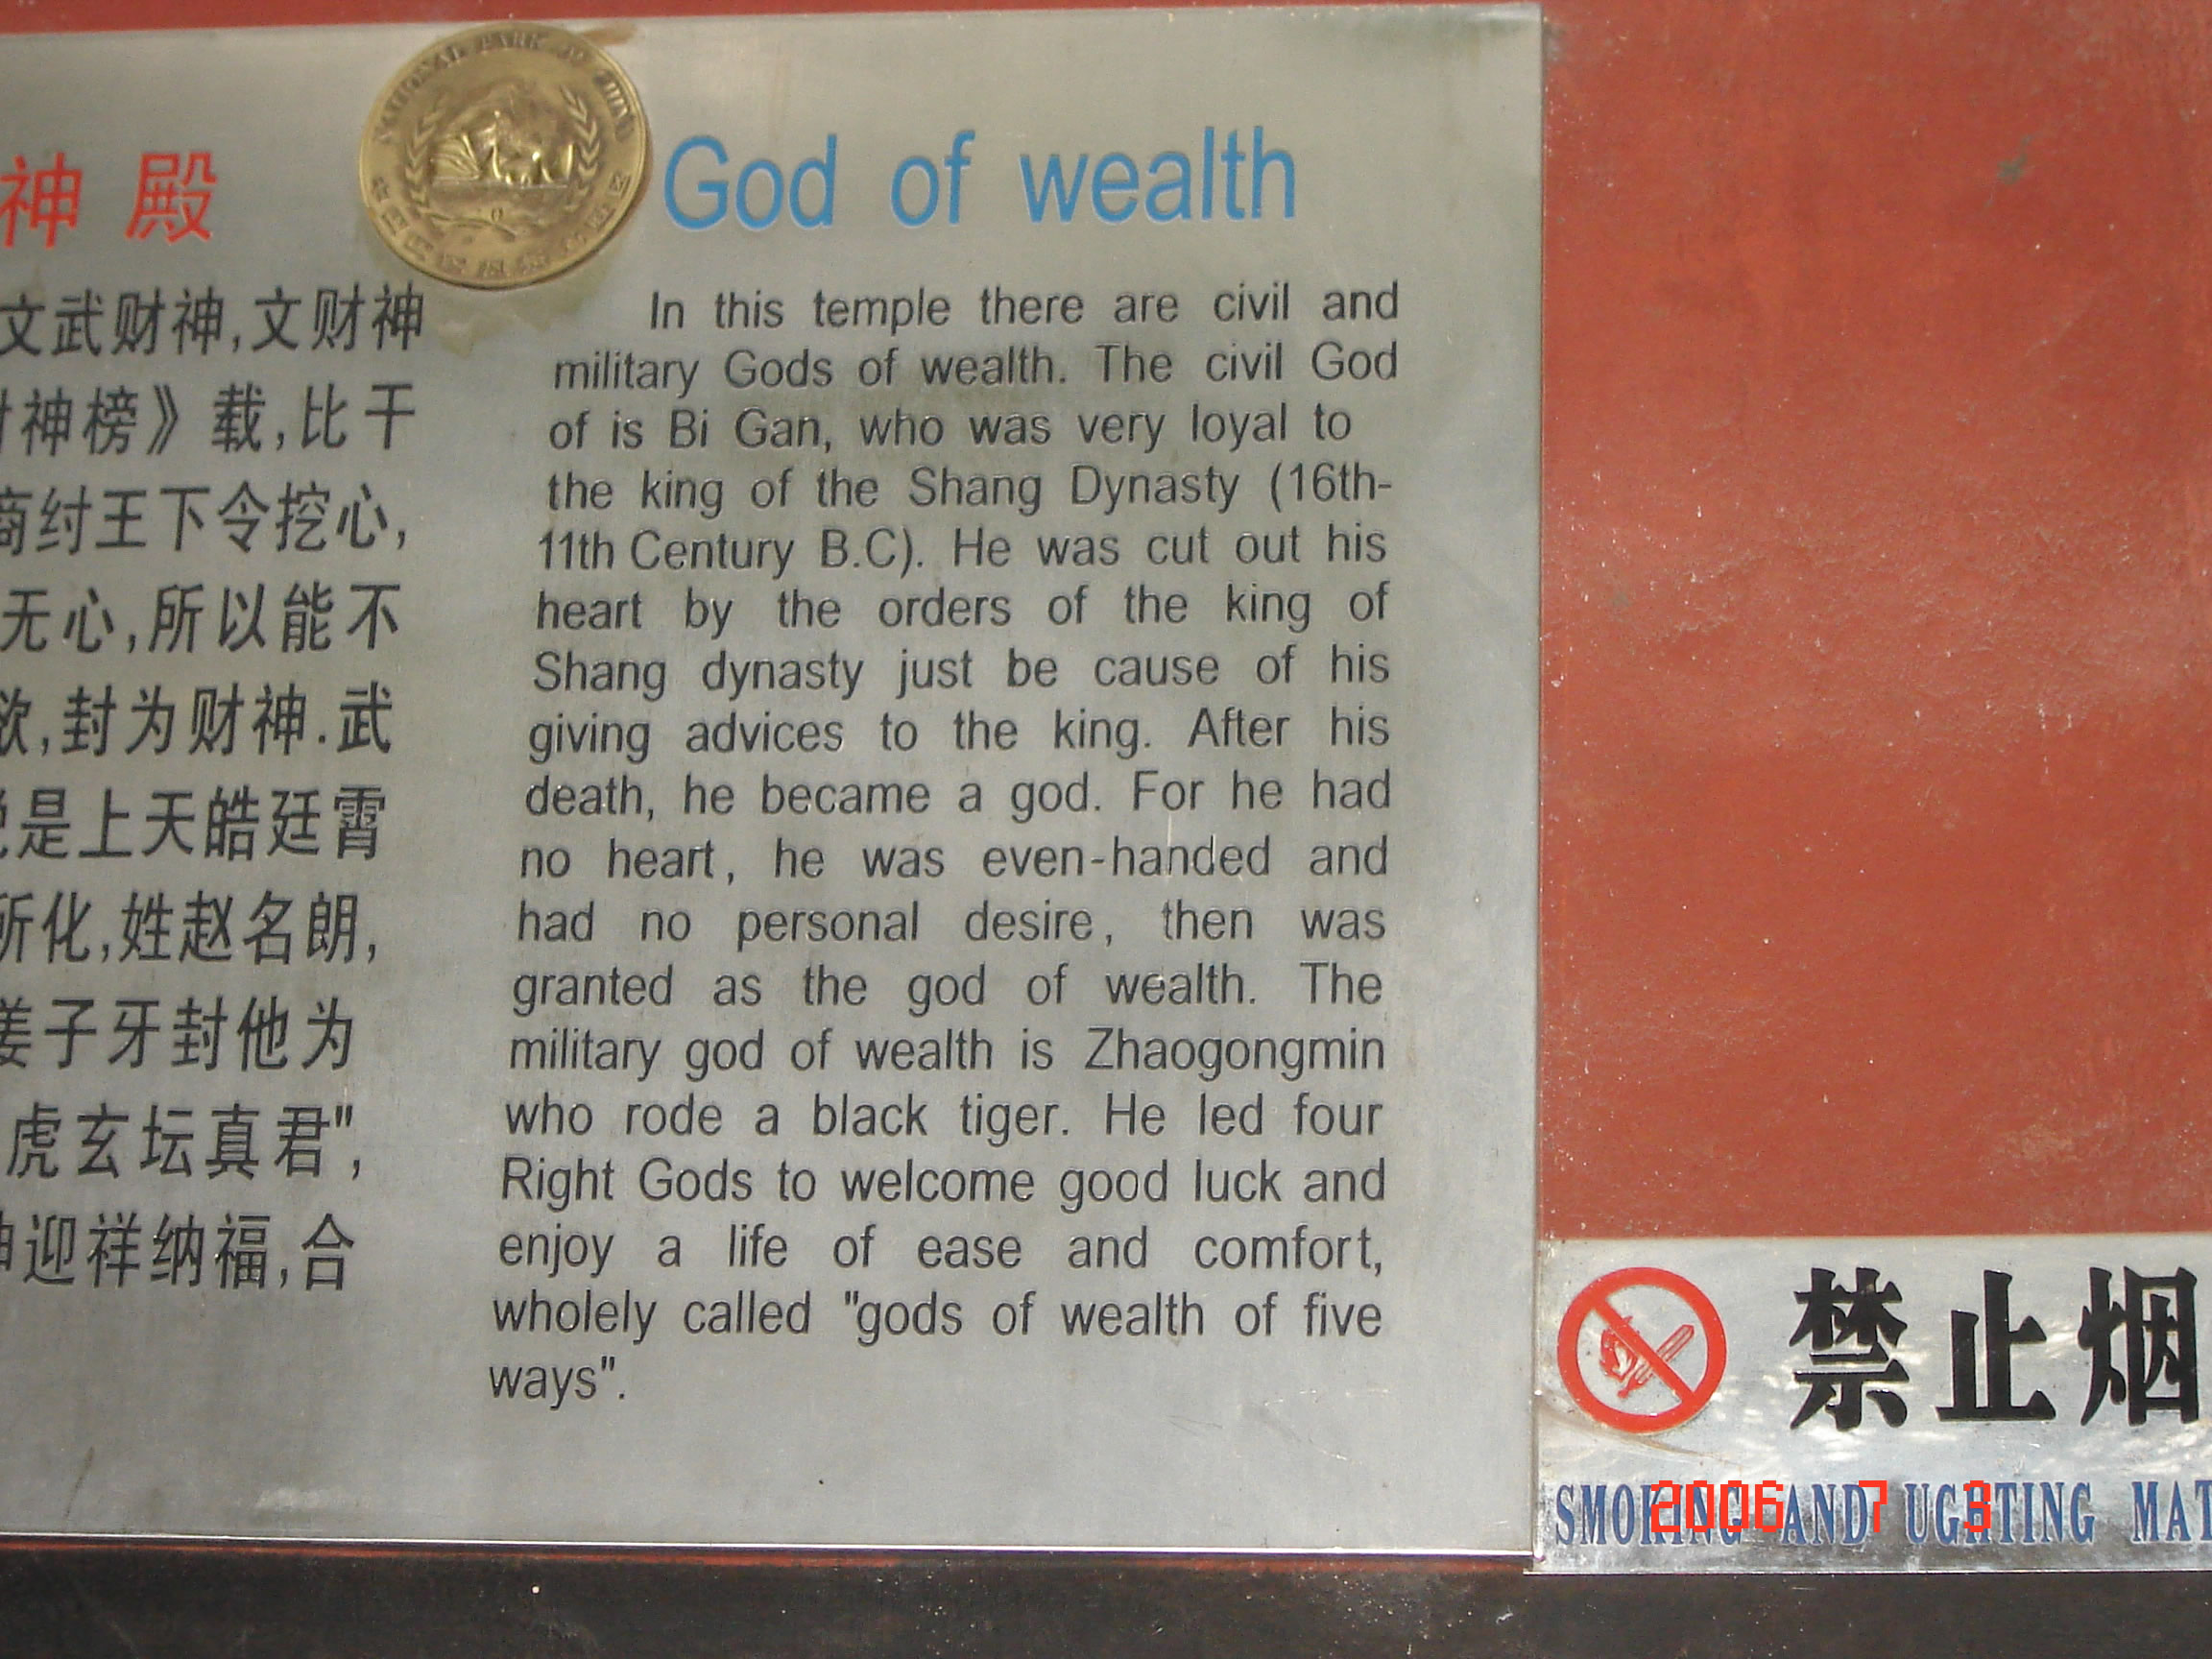 神 殿
文武财神,文财神
神榜》载,比干
商纣王下令挖心,
无心,所以能不
欲,封为财神.武
是上天皓廷霄
所化,姓赵名朗,
姜子牙封他为
虎玄坛真君",
迎祥纳福,合
NATIONAL PARK OF
God of wealth
In this temple there are civil and
military Gods of wealth. The civil God
of is Bi Gan, who was very loyal to
the king of the Shang Dynasty (16th-
11th Century B.C). He was cut out his
heart by the orders of the king of
Shang dynasty just be cause of his
giving advices to the king. After his
death, he became a god. For he had
no heart, he was even-handed and
had no personal desire, then was
granted as the god of wealth. The
military god of wealth is Zhaogongmin
who rode a black tiger. He led four
Right Gods to welcome good luck and
enjoy a life of ease and comfort,
wholely called "gods of wealth of five
ways".
禁止烟
SMOKING AND UGHTING MAT
2006 7 3